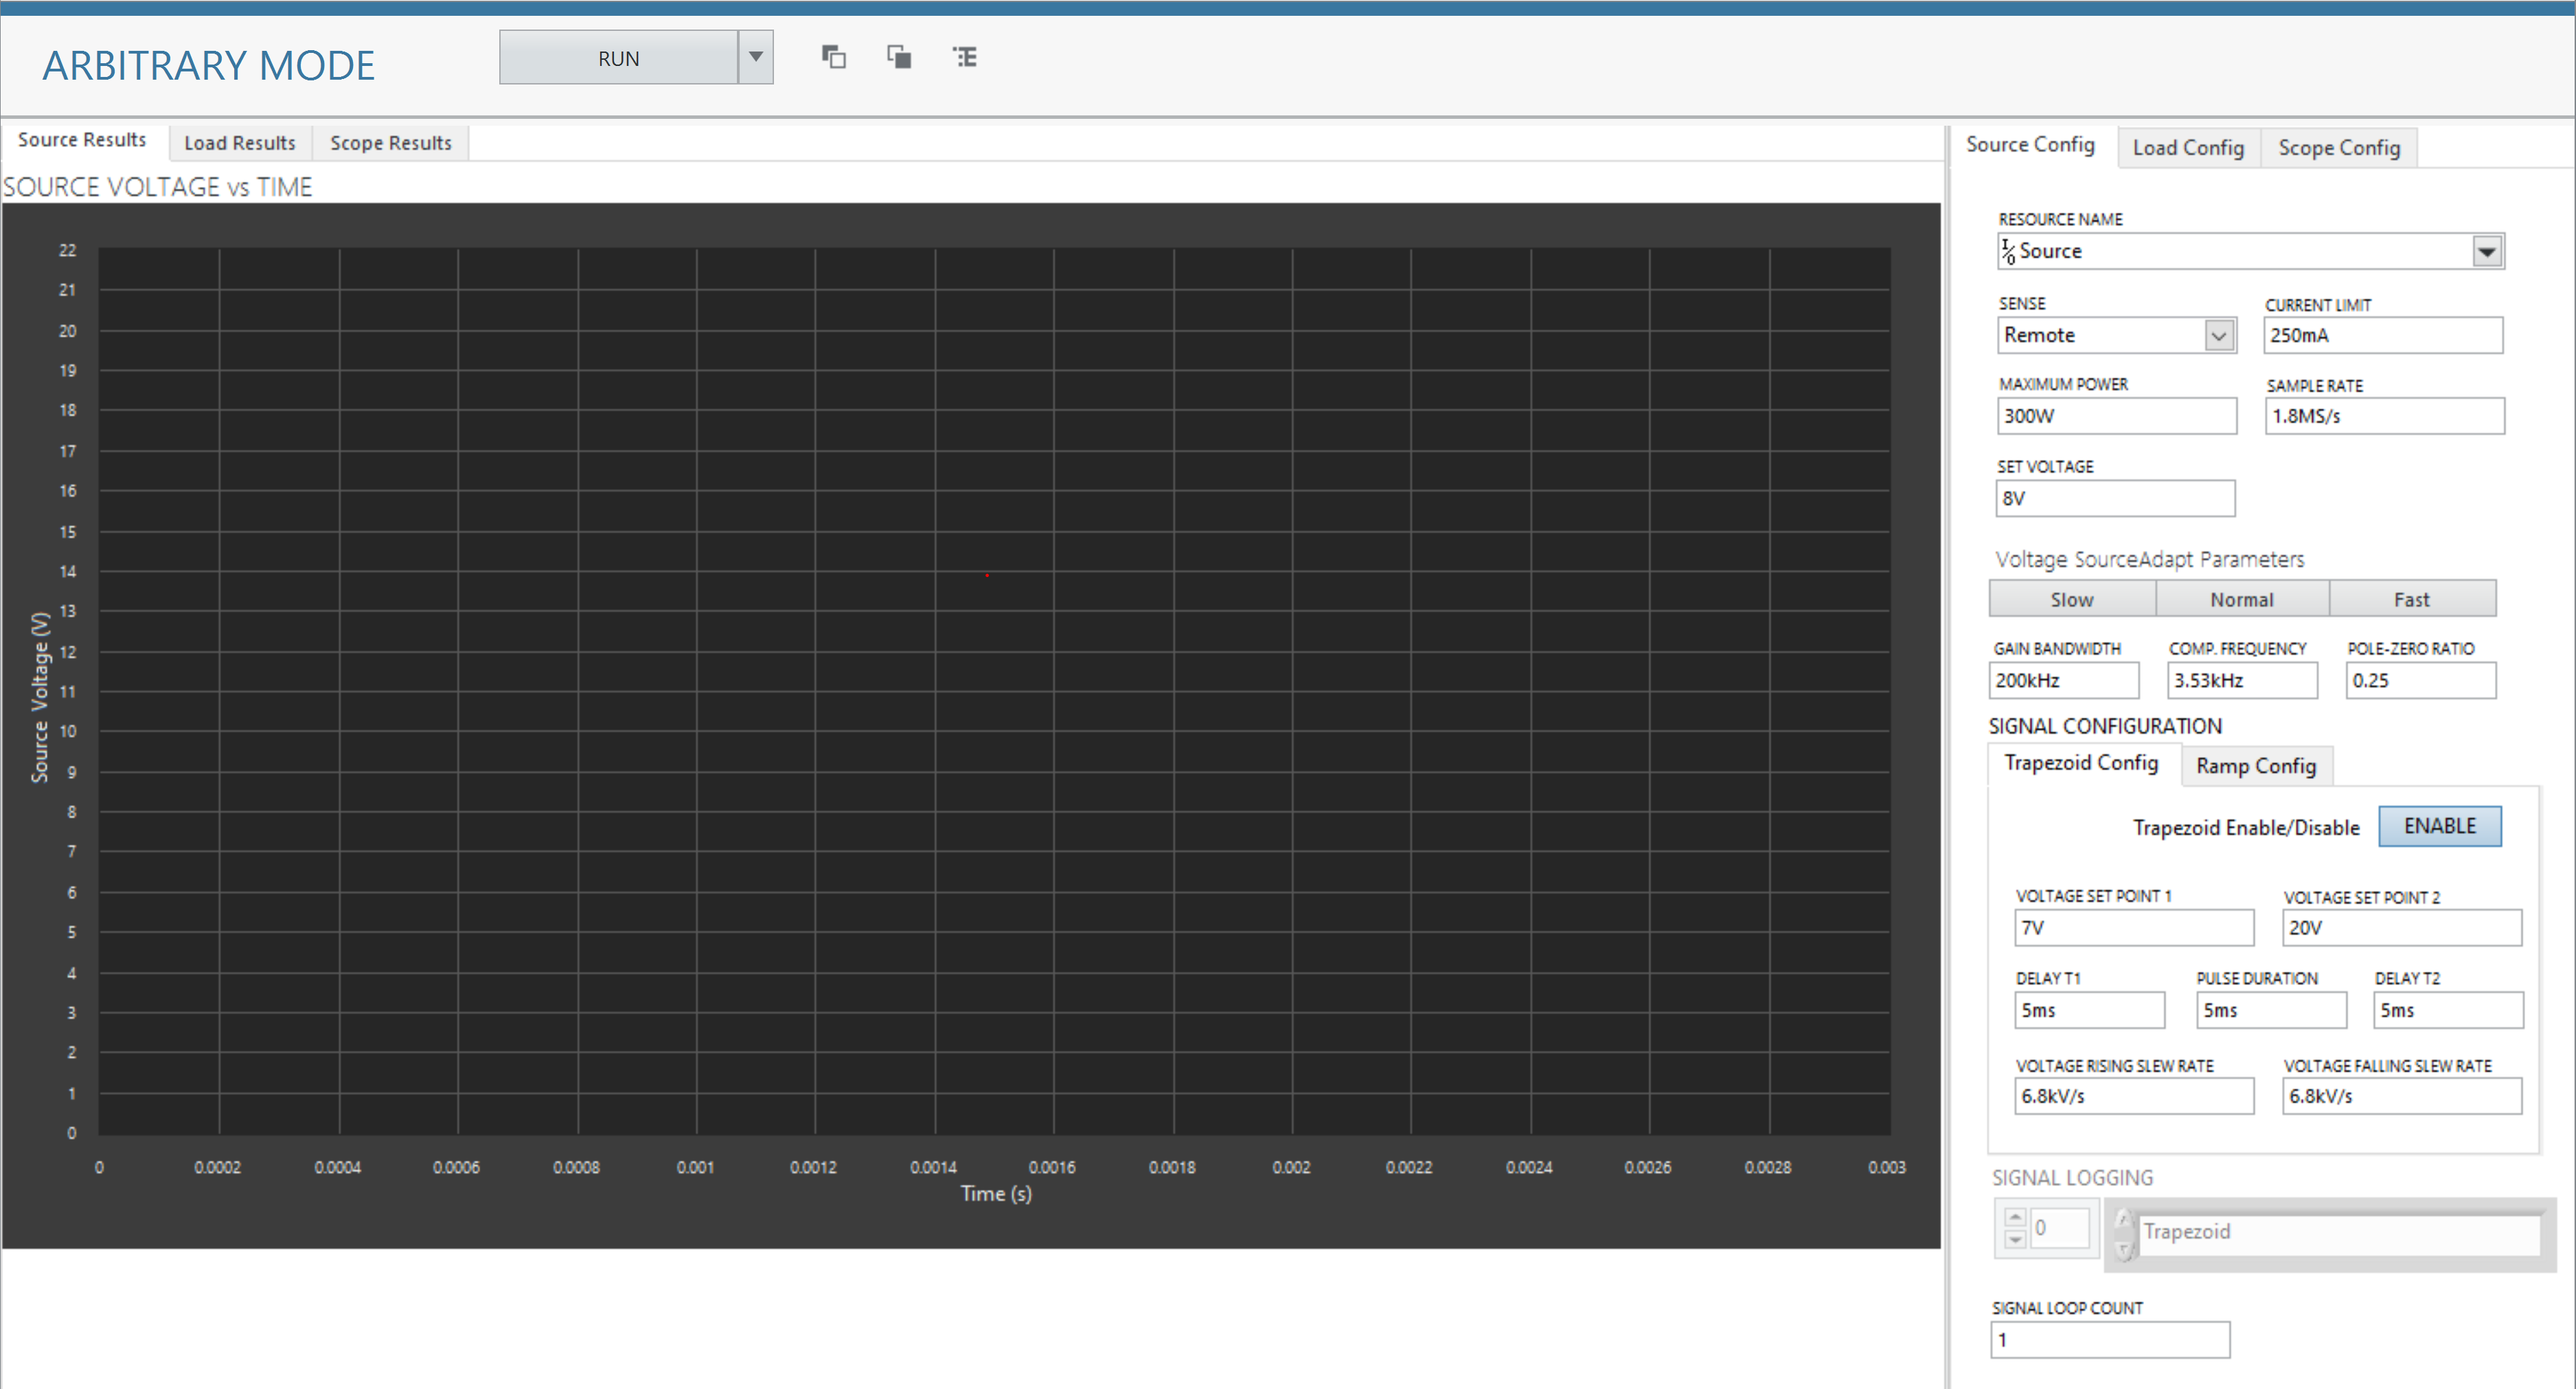 ARBITRARY MODE
RUN
Source Results
Load Results
Scope Results
SOURCE VOLTAGE vs TIME
22
21
20
19
18
17
16
15
14
13
12
11
10
9
8
7
6
5
4
3
2
1
0
Source Voltage (V)
0 0.0002 0.0004 0.0006 0.0008 0.001 0.0012 0.0014 0.0016 0.0018 0.002 0.0022 0.0024 0.0026 0.0028 0.003
Time (s)
Source Config
Load Config
Scope Config
RESOURCE NAME
I/O Source
SENSE
CURRENT LIMIT
Remote
250mA
MAXIMUM POWER
SAMPLE RATE
300W
1.8MS/s
SET VOLTAGE
8V
Voltage SourceAdapt Parameters
Slow
Normal
Fast
GAIN BANDWIDTH
COMP. FREQUENCY
POLE-ZERO RATIO
200kHz
3.53kHz
0.25
SIGNAL CONFIGURATION
Trapezoid Config
Ramp Config
Trapezoid Enable/Disable
ENABLE
VOLTAGE SET POINT 1
VOLTAGE SET POINT 2
7V
20V
DELAY T1
PULSE DURATION
DELAY T2
5ms
5ms
5ms
VOLTAGE RISING SLEW RATE
VOLTAGE FALLING SLEW RATE
6.8kV/s
6.8kV/s
SIGNAL LOGGING
0
Trapezoid
SIGNAL LOOP COUNT
1